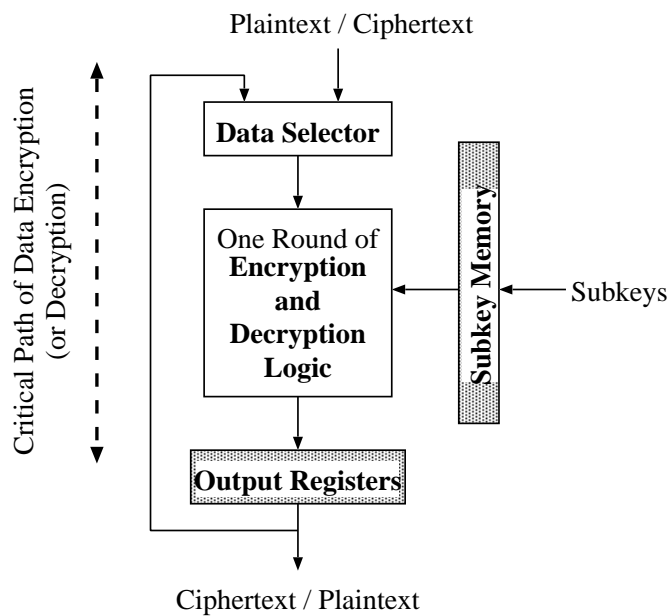 Plaintext / Ciphertext
Critical Path of Data Encryption
(or Decryption)
Data Selector
One Round of
Encryption
and
Decryption
Logic
Subkey Memory
Subkeys
Output Registers
Ciphertext / Plaintext